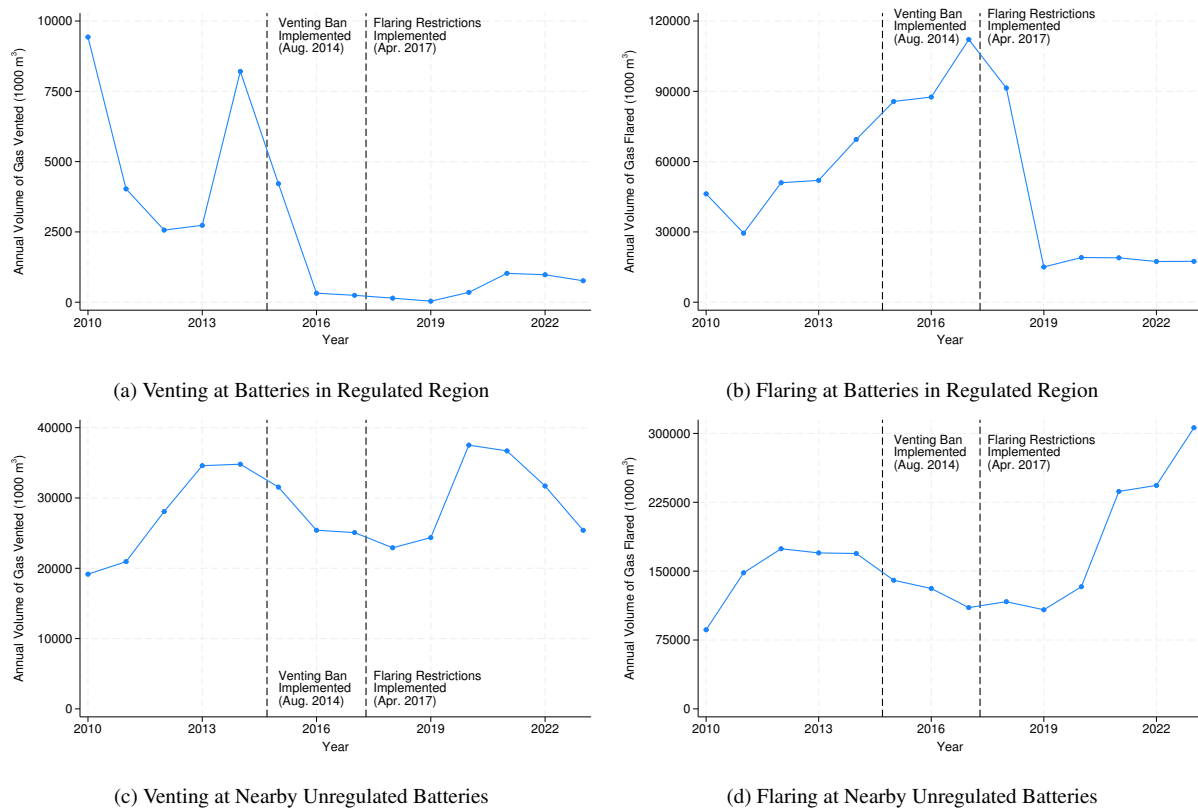 Annual Volume of Gas Vented (1000 m³)
10000
7500
5000
2500
0
Venting Ban
Implemented
(Aug. 2014)
Flaring Restrictions
Implemented
(Apr. 2017)
2010 2013 2016 2019 2022
Year
(a) Venting at Batteries in Regulated Region
Annual Volume of Gas Flared (1000 m³)
120000
90000
60000
30000
0
Venting Ban
Implemented
(Aug. 2014)
Flaring Restrictions
Implemented
(Apr. 2017)
2010 2013 2016 2019 2022
Year
(b) Flaring at Batteries in Regulated Region
Annual Volume of Gas Vented (1000 m³)
40000
30000
20000
10000
0
Venting Ban
Implemented
(Aug. 2014)
Flaring Restrictions
Implemented
(Apr. 2017)
2010 2013 2016 2019 2022
Year
(c) Venting at Nearby Unregulated Batteries
Annual Volume of Gas Flared (1000 m³)
300000
225000
150000
75000
0
Venting Ban
Implemented
(Aug. 2014)
Flaring Restrictions
Implemented
(Apr. 2017)
2010 2013 2016 2019 2022
Year
(d) Flaring at Nearby Unregulated Batteries